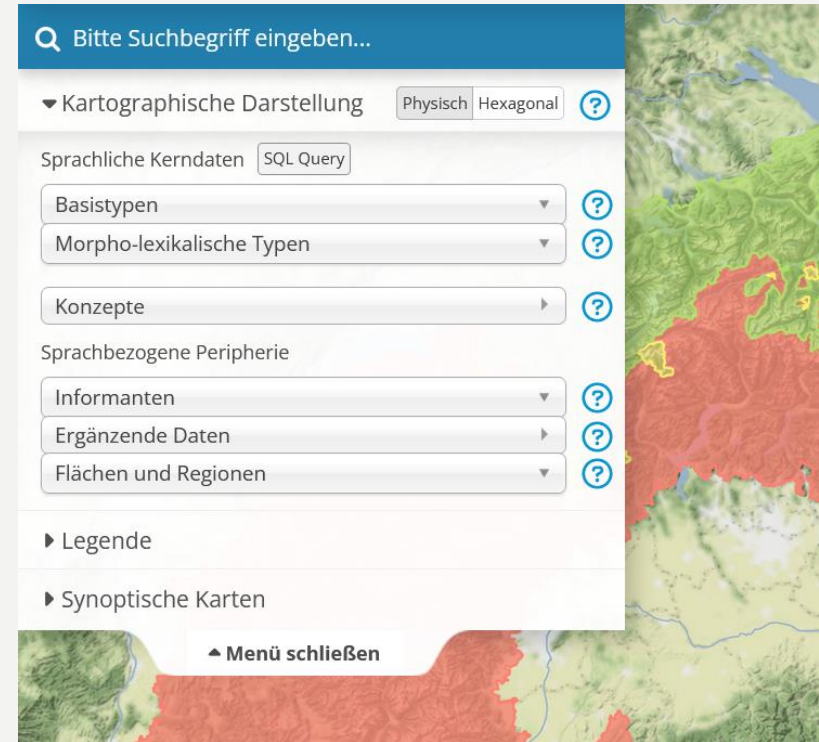 Bitte Suchbegriff eingeben...
Kartographische Darstellung Physisch Hexagonal ?
Sprachliche Kerndaten SQL Query
Basistypen ?
Morpho-lexikalische Typen ?
Konzepte ?
Sprachbezogene Peripherie
Informanten ?
Ergänzende Daten ?
Flächen und Regionen ?
Legende
Synoptische Karten
Menü schließen